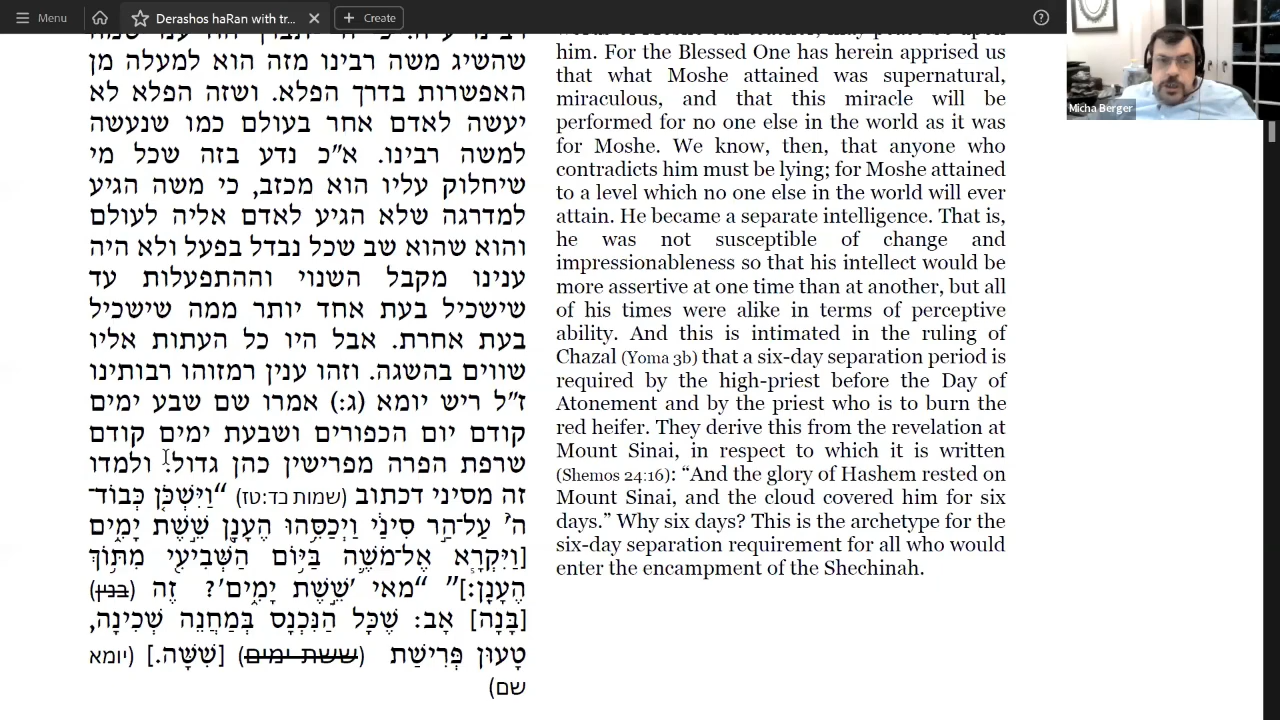 Menu
Derashos haRan with tr...
Create
Micha Berger
שהשיג משה רבינו מזה הוא למעלה מן
האפשרות בדרך הפלא. ושזה הפלא לא
יעשה לאדם אחר בעולם כמו שנעשה
למשה רבינו. א״כ נדע בזה שכל מי
שיחלוק עליו הוא מכזב, כי משה הגיע
למדרגה שלא הגיע לאדם אליה לעולם
והוא שהוא שב שכל נבדל בפעל ולא היה
ענינו מקבל השנוי וההתפעלות עד
שישכיל בעת אחד יותר ממה שישכיל
בעת אחרת. אבל היו כל העתות אליו
שווים בהשגה. וזהו ענין רמזוהו רבותינו
ז״ל ריש יומא (ג:) אמרו שם שבע ימים
קודם יום הכפורים ושבעת ימים קודם
שרפת הפרה מפרישין כהן גדול. ולמדו
זה מסיני דכתוב (שמות כד:טז) “וַיִּשְׁכֹּ֤ן כְּבוֹד־
ה֙ עַל־הַ֣ר סִינַ֔י וַיְכַסֵּ֥הוּ הֶעָנָ֖ן שֵׁ֣שֶׁת יָמִ֑ים
[וַיִּקְרָ֧א אֶל־מֹשֶׁ֛ה בַּיּ֥וֹם הַשְּׁבִיעִ֖י מִתּ֥וֹךְ
הֶעָנָֽן׃]” “מאי ‘שֵׁ֣שֶׁת יָמִ֑ים’? זֶה (בנין)
[בָּנָה] אָב: שֶׁכָּל הַנִּכְנָס בְּמַחֲנֵה שְׁכִינָה,
טָעוּן פְּרִישַׁת (ששת ימים) [שִׁשָּׁה.] (יומא
שם)
him. For the Blessed One has herein apprised us
that what Moshe attained was supernatural,
miraculous, and that this miracle will be
performed for no one else in the world as it was
for Moshe. We know, then, that anyone who
contradicts him must be lying; for Moshe attained
to a level which no one else in the world will ever
attain. He became a separate intelligence. That is,
he was not susceptible of change and
impressionableness so that his intellect would be
more assertive at one time than at another, but all
of his times were alike in terms of perceptive
ability. And this is intimated in the ruling of
Chazal (Yoma 3b) that a six-day separation period is
required by the high-priest before the Day of
Atonement and by the priest who is to burn the
red heifer. They derive this from the revelation at
Mount Sinai, in respect to which it is written
(Shemos 24:16): “And the glory of Hashem rested on
Mount Sinai, and the cloud covered him for six
days.” Why six days? This is the archetype for the
six-day separation requirement for all who would
enter the encampment of the Shechinah.